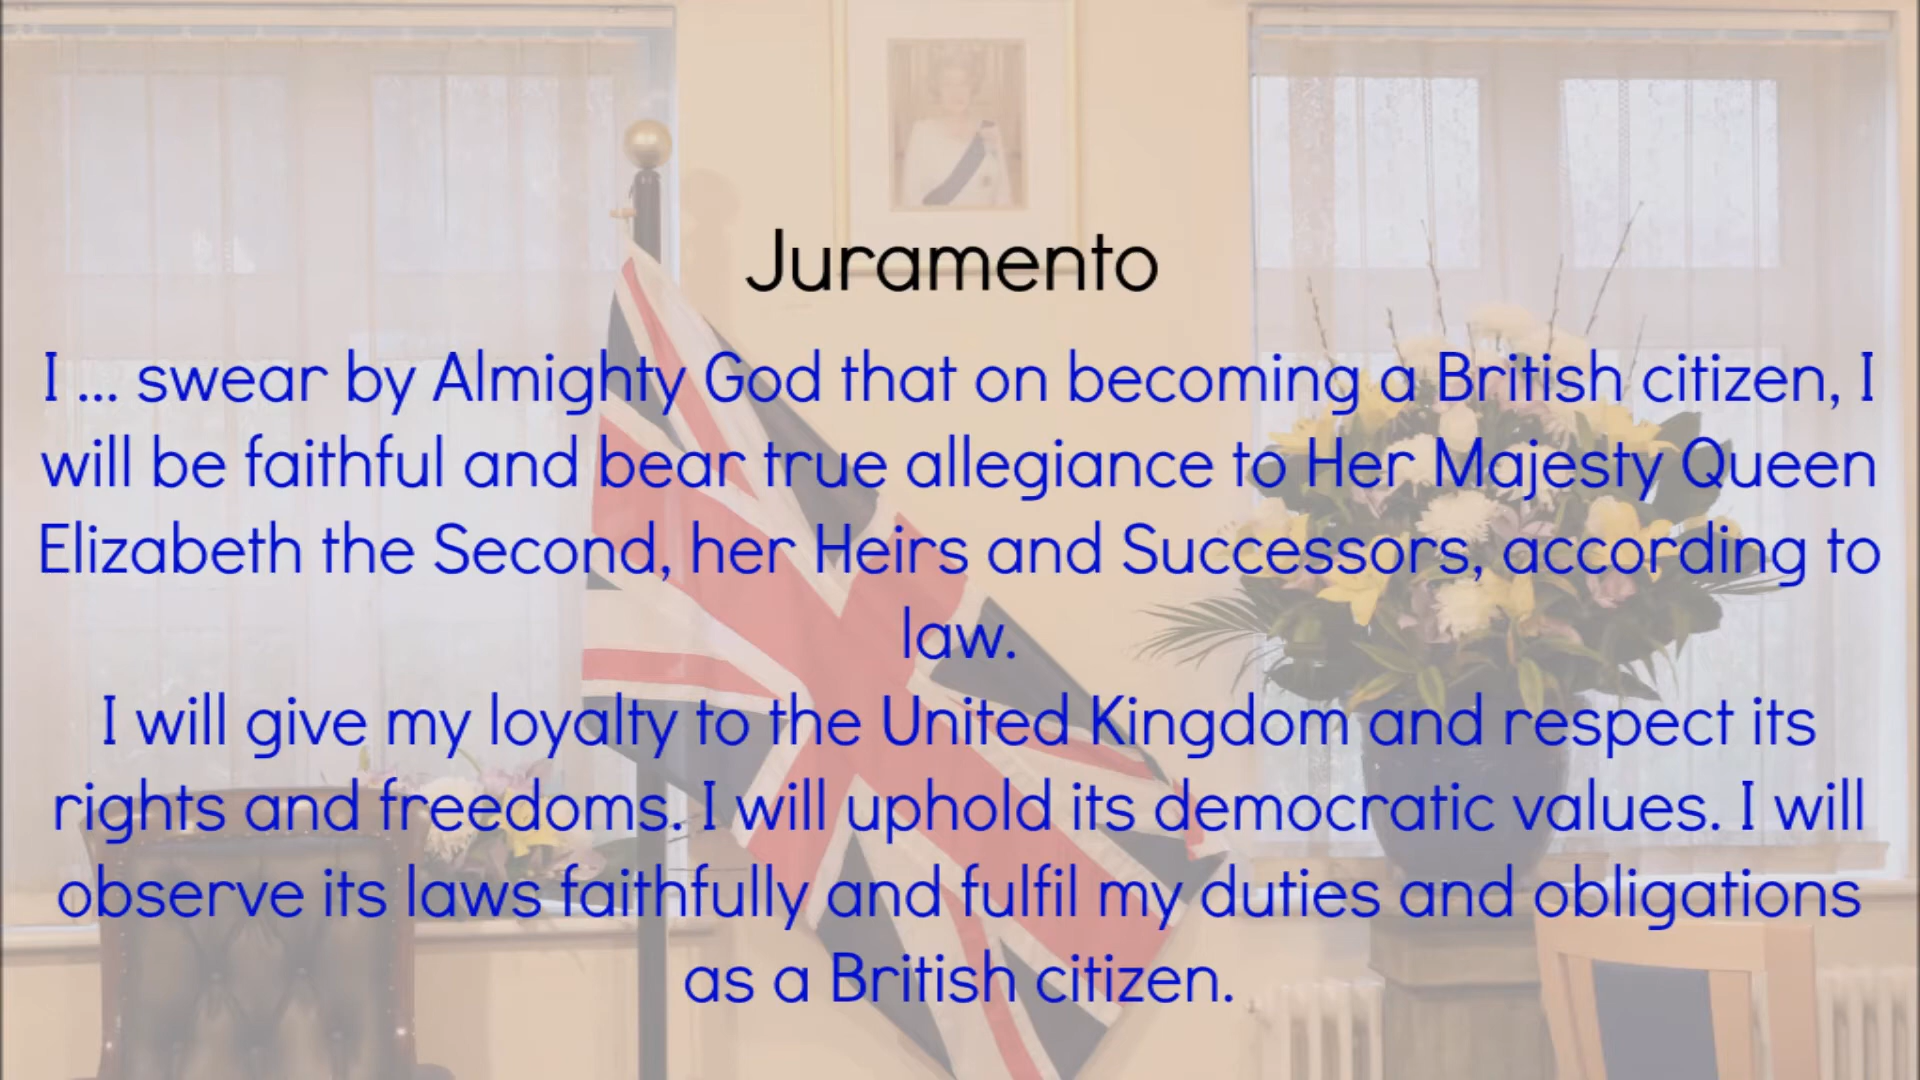 Juramento
I ... swear by Almighty God that on becoming a British citizen, I
will be faithful and bear true allegiance to Her Majesty Queen
Elizabeth the Second, her Heirs and Successors, according to
law.
I will give my loyalty to the United Kingdom and respect its
rights and freedoms. I will uphold its democratic values. I will
observe its laws faithfully and fulfil my duties and obligations
as a British citizen.